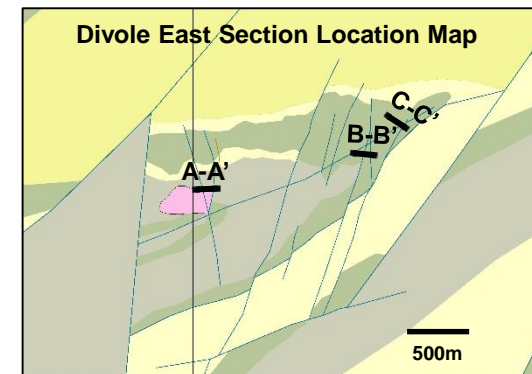 Divole East Section Location Map
C-C'
B-B'
A-A'
500m